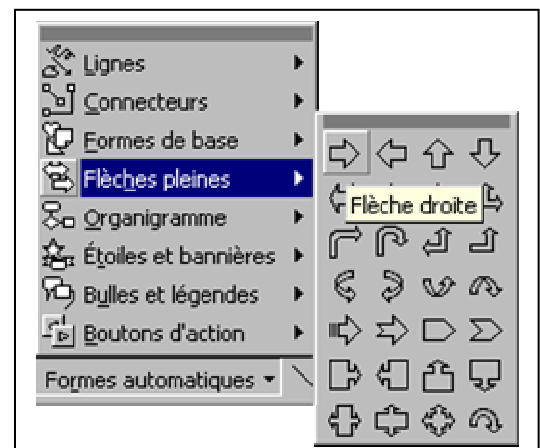 Lignes
Connecteurs
Formes de base
Flèches pleines
Flèche droite
Organigramme
Étoiles et bannières
Bulles et légendes
Boutons d'action
Formes automatiques